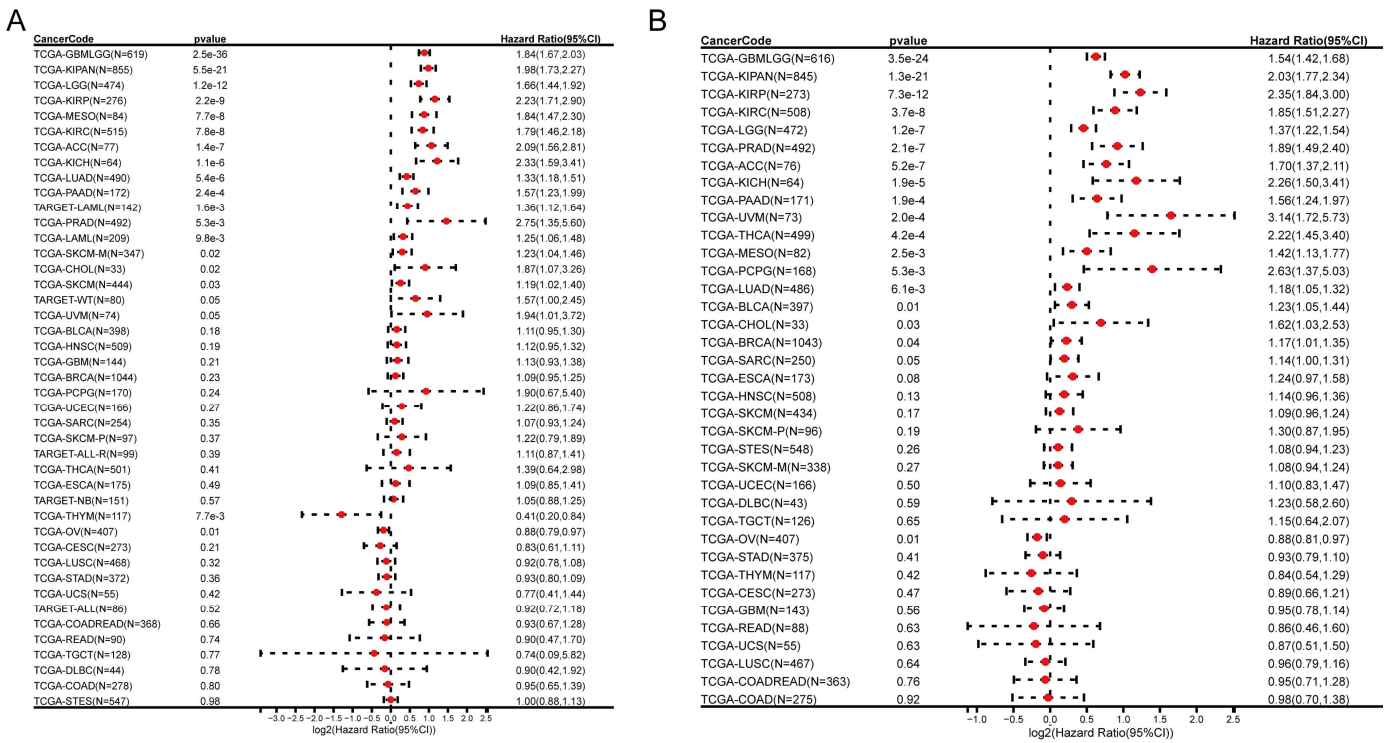 A
CancerCode pvalue Hazard Ratio(95%CI)
TCGA-GBMLGG(N=619) 2.5e-36 1.84(1.67,2.03)
TCGA-KIPAN(N=855) 5.5e-21 1.98(1.73,2.27)
TCGA-LGG(N=474) 1.2e-12 1.66(1.44,1.92)
TCGA-KIRP(N=276) 2.2e-9 2.23(1.71,2.90)
TCGA-MESO(N=84) 7.7e-8 1.84(1.47,2.30)
TCGA-KIRC(N=515) 7.8e-8 1.79(1.46,2.18)
TCGA-ACC(N=77) 1.4e-7 2.09(1.56,2.81)
TCGA-KICH(N=64) 1.1e-6 2.33(1.59,3.41)
TCGA-LUAD(N=490) 5.4e-6 1.33(1.18,1.51)
TCGA-PAAD(N=172) 2.4e-4 1.57(1.23,1.99)
TARGET-LAML(N=142) 1.6e-3 1.36(1.12,1.64)
TCGA-PRAD(N=492) 5.3e-3 2.75(1.35,5.60)
TCGA-LAML(N=209) 9.8e-3 1.25(1.06,1.48)
TCGA-SKCM-M(N=347) 0.02 1.23(1.04,1.46)
TCGA-CHOL(N=33) 0.02 1.87(1.07,3.26)
TCGA-SKCM(N=444) 0.03 1.19(1.02,1.40)
TARGET-WT(N=80) 0.05 1.57(1.00,2.45)
TCGA-UVM(N=74) 0.05 1.94(1.01,3.72)
TCGA-BLCA(N=398) 0.18 1.11(0.95,1.30)
TCGA-HNSC(N=509) 0.19 1.12(0.95,1.32)
TCGA-GBM(N=144) 0.21 1.13(0.93,1.38)
TCGA-BRCA(N=1044) 0.23 1.09(0.95,1.25)
TCGA-PCPG(N=170) 0.24 1.90(0.67,5.40)
TCGA-UCEC(N=166) 0.27 1.22(0.86,1.74)
TCGA-SARC(N=254) 0.35 1.07(0.93,1.24)
TCGA-SKCM-P(N=97) 0.37 1.22(0.79,1.89)
TARGET-ALL-R(N=99) 0.39 1.11(0.87,1.41)
TCGA-THCA(N=501) 0.41 1.39(0.64,2.98)
TCGA-ESCA(N=175) 0.49 1.09(0.85,1.41)
TARGET-NB(N=151) 0.57 1.05(0.88,1.25)
TCGA-THYM(N=117) 7.7e-3 0.41(0.20,0.84)
TCGA-OV(N=407) 0.01 0.88(0.79,0.97)
TCGA-CESC(N=273) 0.21 0.83(0.61,1.11)
TCGA-LUSC(N=468) 0.32 0.92(0.78,1.08)
TCGA-STAD(N=372) 0.36 0.93(0.80,1.09)
TCGA-UCS(N=55) 0.42 0.77(0.41,1.44)
TARGET-ALL(N=86) 0.52 0.92(0.72,1.18)
TCGA-COADREAD(N=368) 0.66 0.93(0.67,1.28)
TCGA-READ(N=90) 0.74 0.90(0.47,1.70)
TCGA-TGCT(N=128) 0.77 0.74(0.09,5.82)
TCGA-DLBC(N=44) 0.78 0.90(0.42,1.92)
TCGA-COAD(N=278) 0.80 0.95(0.65,1.39)
TCGA-STES(N=547) 0.98 1.00(0.88,1.13)
−3.0 −2.5 −2.0 −1.5 −1.0 −0.5 0.0 0.5 1.0 1.5 2.0 2.5
log2(Hazard Ratio(95%CI))
B
CancerCode pvalue Hazard Ratio(95%CI)
TCGA-GBMLGG(N=616) 3.5e-24 1.54(1.42,1.68)
TCGA-KIPAN(N=845) 1.3e-21 2.03(1.77,2.34)
TCGA-KIRP(N=273) 7.3e-12 2.35(1.84,3.00)
TCGA-KIRC(N=508) 3.7e-8 1.85(1.51,2.27)
TCGA-LGG(N=472) 1.2e-7 1.37(1.22,1.54)
TCGA-PRAD(N=492) 2.1e-7 1.89(1.49,2.40)
TCGA-ACC(N=76) 5.2e-7 1.70(1.37,2.11)
TCGA-KICH(N=64) 1.9e-5 2.26(1.50,3.41)
TCGA-PAAD(N=171) 1.9e-4 1.56(1.24,1.97)
TCGA-UVM(N=73) 2.0e-4 3.14(1.72,5.73)
TCGA-THCA(N=499) 4.2e-4 2.22(1.45,3.40)
TCGA-MESO(N=82) 2.5e-3 1.42(1.13,1.77)
TCGA-PCPG(N=168) 5.3e-3 2.63(1.37,5.03)
TCGA-LUAD(N=486) 6.1e-3 1.18(1.05,1.32)
TCGA-BLCA(N=397) 0.01 1.23(1.05,1.44)
TCGA-CHOL(N=33) 0.03 1.62(1.03,2.53)
TCGA-BRCA(N=1043) 0.04 1.17(1.01,1.35)
TCGA-SARC(N=250) 0.05 1.14(1.00,1.31)
TCGA-ESCA(N=173) 0.08 1.24(0.97,1.58)
TCGA-HNSC(N=508) 0.13 1.14(0.96,1.36)
TCGA-SKCM(N=434) 0.17 1.09(0.96,1.24)
TCGA-SKCM-P(N=96) 0.19 1.30(0.87,1.95)
TCGA-STES(N=548) 0.26 1.08(0.94,1.23)
TCGA-SKCM-M(N=338) 0.27 1.08(0.94,1.24)
TCGA-UCEC(N=166) 0.50 1.10(0.83,1.47)
TCGA-DLBC(N=43) 0.59 1.23(0.58,2.60)
TCGA-TGCT(N=126) 0.65 1.15(0.64,2.07)
TCGA-OV(N=407) 0.01 0.88(0.81,0.97)
TCGA-STAD(N=375) 0.41 0.93(0.79,1.10)
TCGA-THYM(N=117) 0.42 0.84(0.54,1.29)
TCGA-CESC(N=273) 0.47 0.89(0.66,1.21)
TCGA-GBM(N=143) 0.56 0.95(0.78,1.14)
TCGA-READ(N=88) 0.63 0.86(0.46,1.60)
TCGA-UCS(N=55) 0.63 0.87(0.51,1.50)
TCGA-LUSC(N=467) 0.64 0.96(0.79,1.16)
TCGA-COADREAD(N=363) 0.76 0.95(0.71,1.28)
TCGA-COAD(N=275) 0.92 0.98(0.70,1.38)
−1.0 −0.5 0.0 0.5 1.0 1.5 2.0 2.5
log2(Hazard Ratio(95%CI))